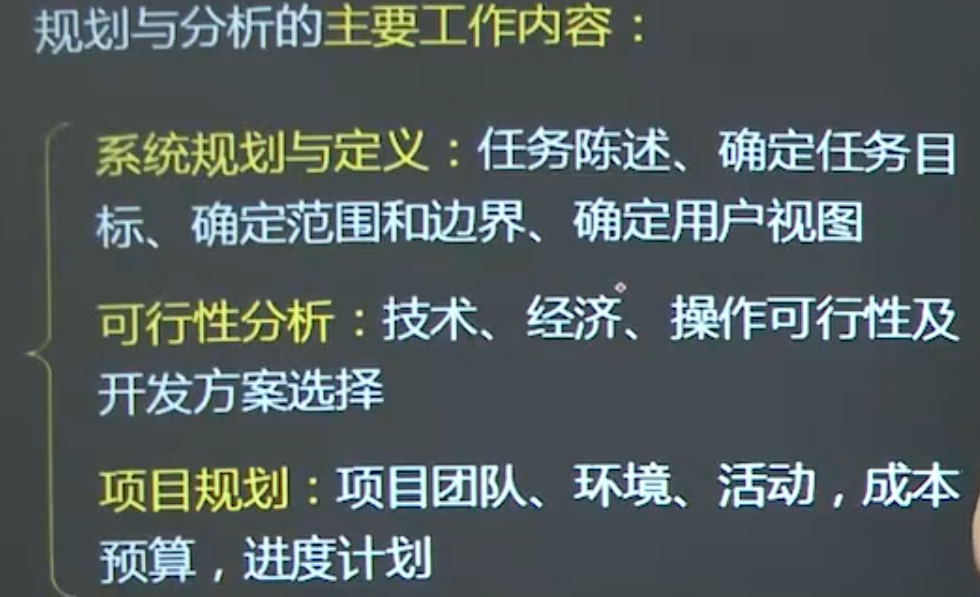 规划与分析的主要工作内容：
系统规划与定义：任务陈述、确定任务目
标、确定范围和边界、确定用户视图
可行性分析：技术、经济、操作可行性及
开发方案选择
项目规划：项目团队、环境、活动，成本
预算，进度计划